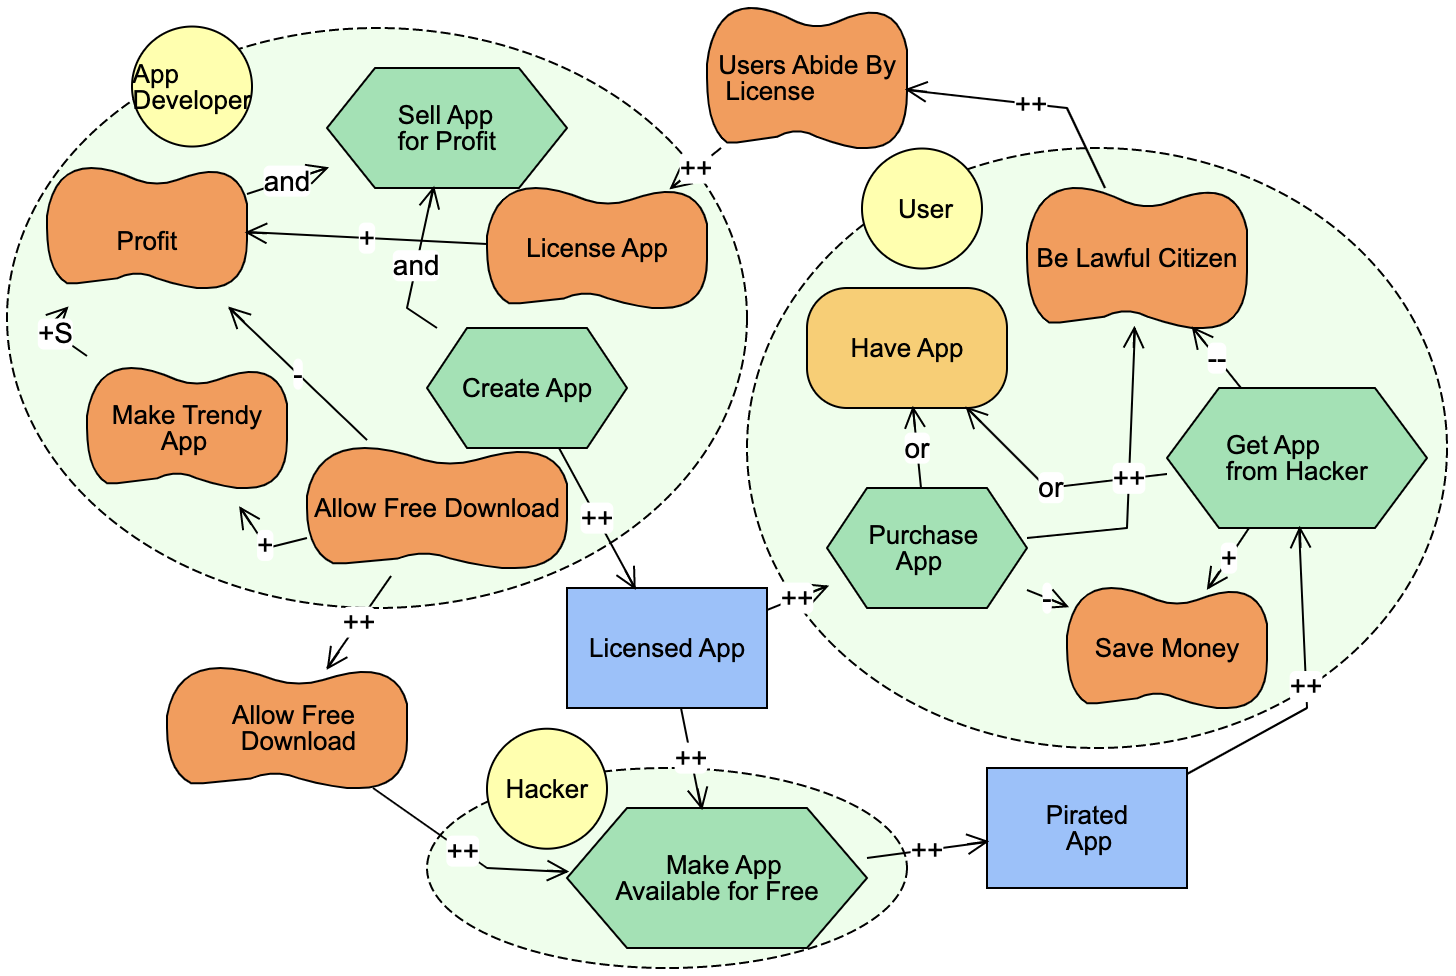 App
Developer
Sell App
for Profit
Users Abide By
License
++
++
and
Profit
+
License App
and
User
Be Lawful Citizen
+S
-
Have App
--
Make Trendy
App
Create App
Get App
from Hacker
or
or
++
Allow Free Download
+
++
Purchase
App
+
++
++
-
Licensed App
Save Money
++
Allow Free
Download
++
Hacker
++
Make App
Available for Free
++
Pirated
App